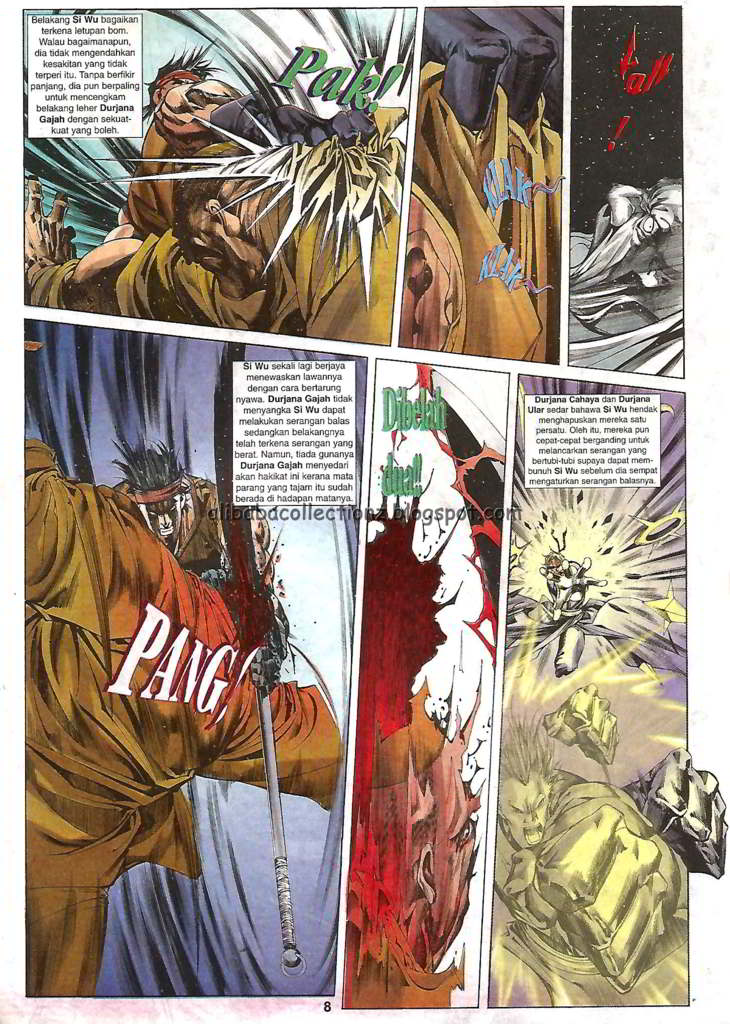 Belakang Si Wu bagaikan
terkena letupan bom.
Walau bagaimanapun,
dia tidak mengendahkan
kesakitan yang tidak
terperi itu. Tanpa berfikir
panjang, dia pun berpaling
untuk mencengkam
belakang leher Durjana
Gajah dengan sekuat-
kuat yang boleh.
Pak!
KLAK~
KLAK~
Si Wu sekali lagi berjaya
menewaskan lawannya
dengan cara bertarung
nyawa. Durjana Gajah tidak
menyangka Si Wu dapat
melakukan serangan balas
sedangkan belakangnya
telah terkena serangan yang
berat. Namun, tiada gunanya
Durjana Gajah menyedari
akan hakikat ini kerana mata
parang yang tajam itu sudah
berada di hadapan matanya.
PANG!
Dibelah
dua!!
Durjana Cahaya dan Durjana
Ular sedar bahawa Si Wu hendak
menghapuskan mereka satu
persatu. Oleh itu, mereka pun
cepat-cepat berganding untuk
melancarkan serangan yang
bertubi-tubi supaya dapat mem-
bunuh Si Wu sebelum dia sempat
mengaturkan serangan balasnya.
alibabacollectionz.blogspot.com
8